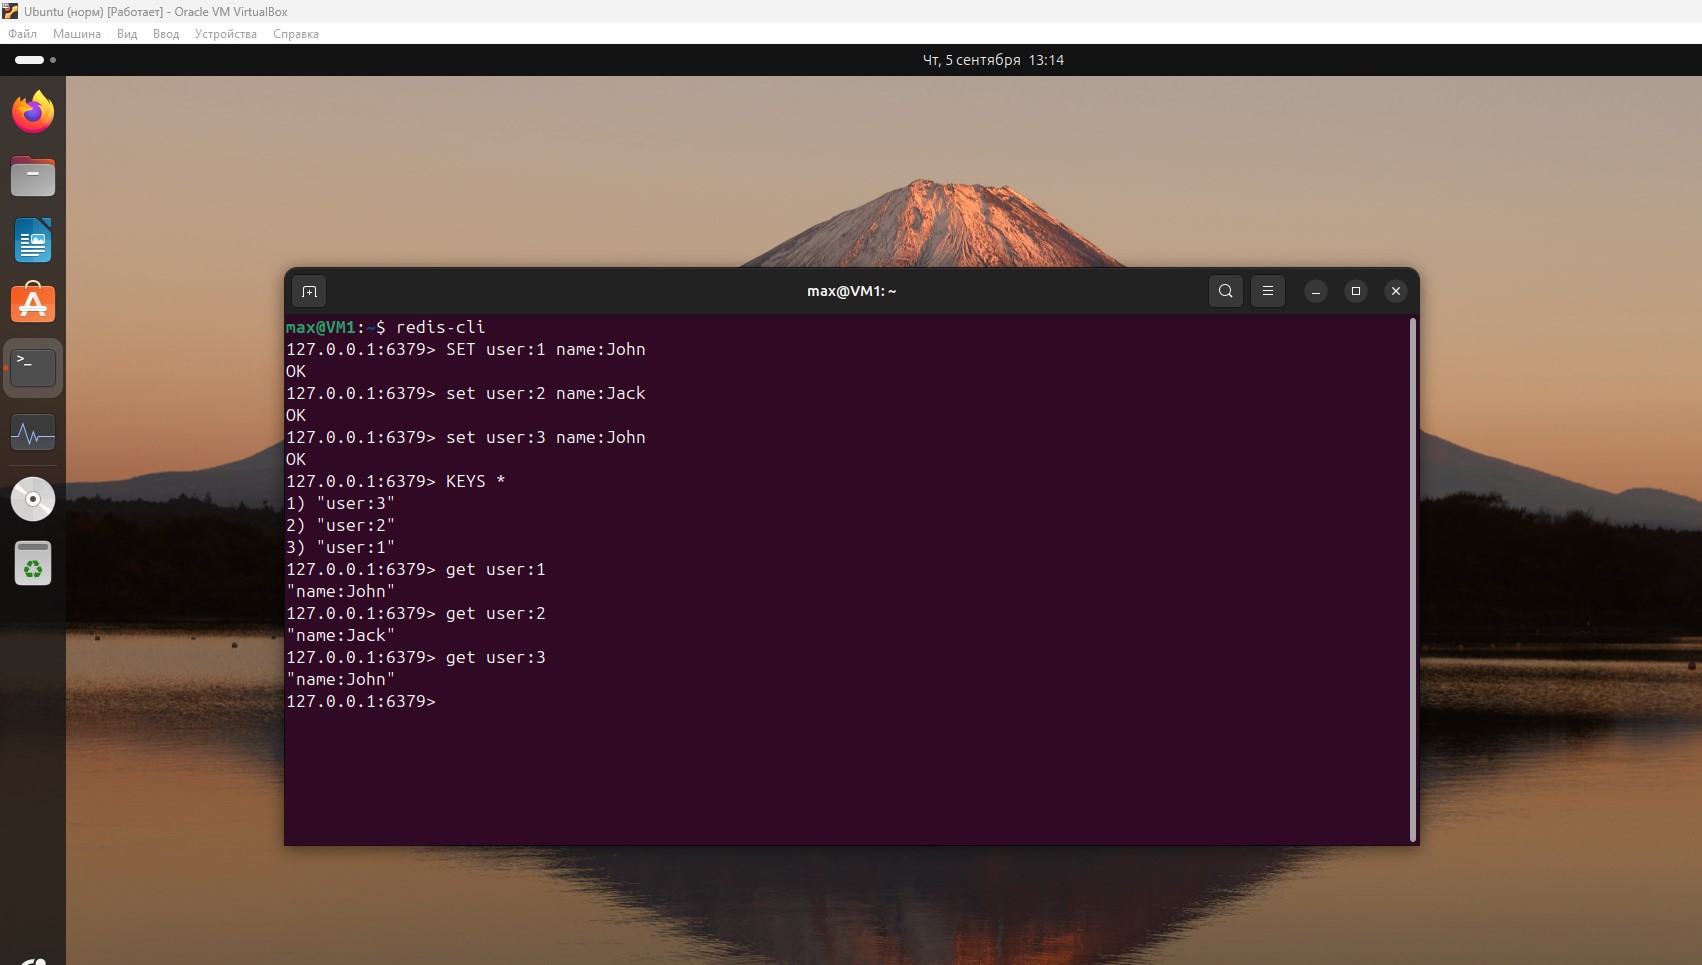 Ubuntu (норм) [Работает] - Oracle VM VirtualBox
Файл Машина Вид Ввод Устройства Справка
Чт, 5 сентября 13:14
max@VM1: ~
max@VM1:~$ redis-cli
127.0.0.1:6379> SET user:1 name:John
OK
127.0.0.1:6379> set user:2 name:Jack
OK
127.0.0.1:6379> set user:3 name:John
OK
127.0.0.1:6379> KEYS *
1) "user:3"
2) "user:2"
3) "user:1"
127.0.0.1:6379> get user:1
"name:John"
127.0.0.1:6379> get user:2
"name:Jack"
127.0.0.1:6379> get user:3
"name:John"
127.0.0.1:6379>